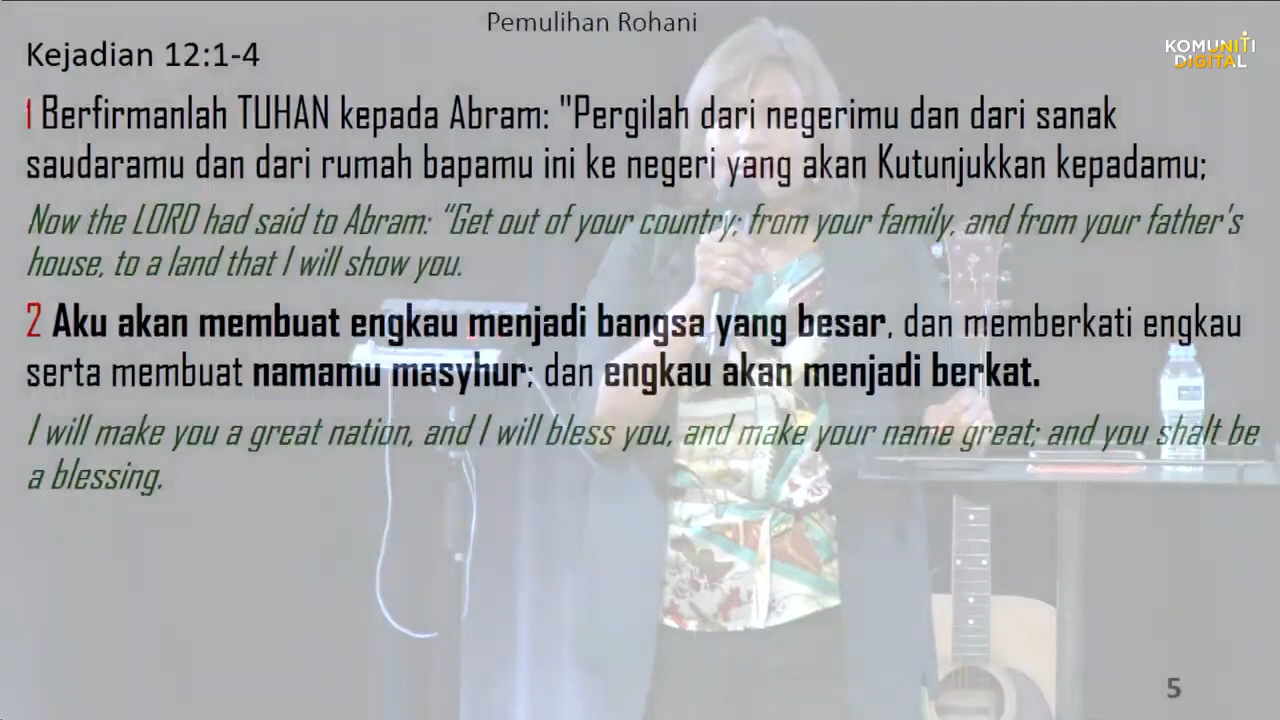 Pemulihan Rohani
KOMUNITI
DIGITAL
Kejadian 12:1-4
1 Berfirmanlah TUHAN kepada Abram: "Pergilah dari negerimu dan dari sanak
saudaramu dan dari rumah bapamu ini ke negeri yang akan Kutunjukkan kepadamu;
Now the LORD had said to Abram: “Get out of your country; from your family, and from your father's
house, to a land that I will show you.
2 Aku akan membuat engkau menjadi bangsa yang besar, dan memberkati engkau
serta membuat namamu masyhur; dan engkau akan menjadi berkat.
I will make you a great nation, and I will bless you, and make your name great; and you shalt be
a blessing.
5